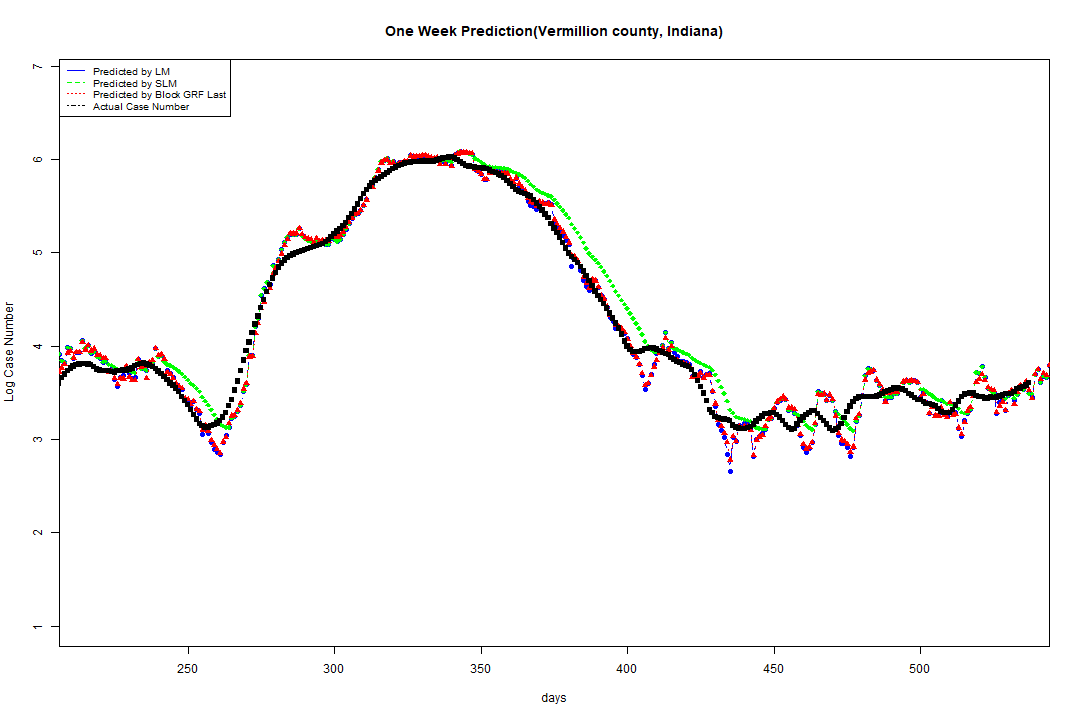 One Week Prediction(Vermillion county, Indiana)
Predicted by LM
Predicted by SLM
Predicted by Block GRF Last
Actual Case Number
7
6
5
4
3
2
1
Log Case Number
250 300 350 400 450 500
days